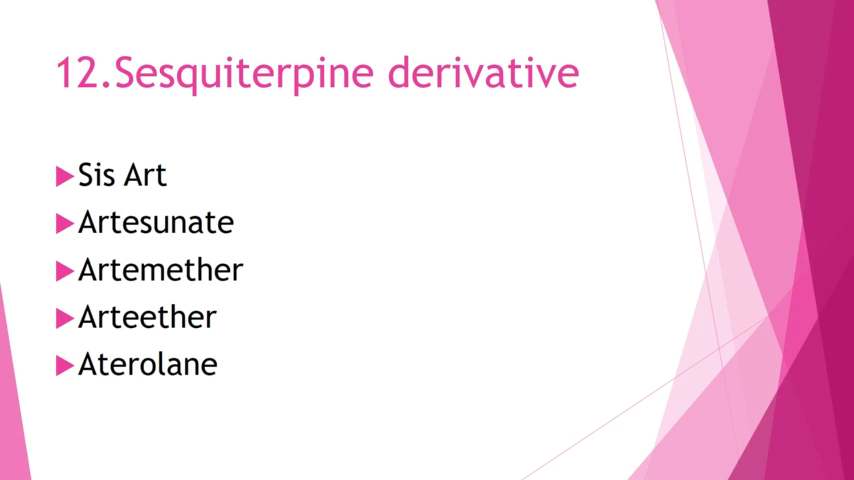 12.Sesquiterpine derivative
Sis Art
Artesunate
Artemether
Arteether
Aterolane